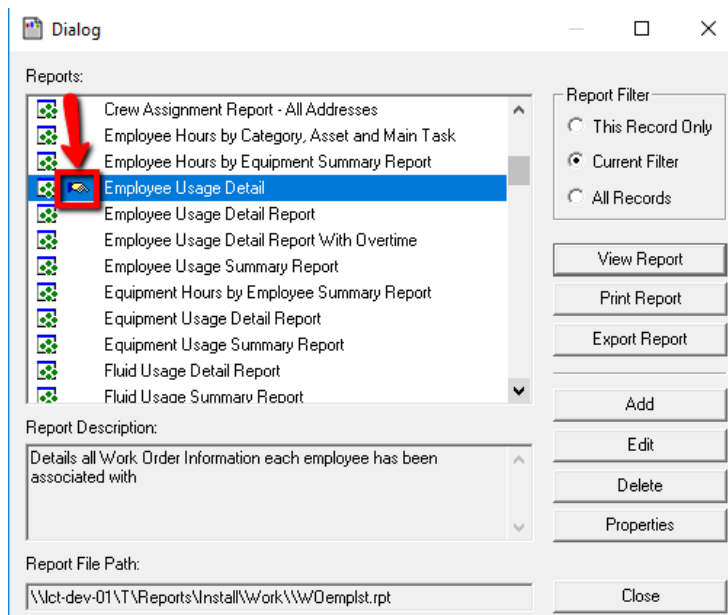 Dialog
Reports:
Crew Assignment Report - All Addresses
Employee Hours by Category, Asset and Main Task
Employee Hours by Equipment Summary Report
Employee Usage Detail
Employee Usage Detail Report
Employee Usage Detail Report With Overtime
Employee Usage Summary Report
Equipment Hours by Employee Summary Report
Equipment Usage Detail Report
Equipment Usage Summary Report
Fluid Usage Detail Report
Fluid Usage Summary Report
Report Description:
Details all Work Order Information each employee has been
associated with
Report File Path:
\\lct-dev-01\T\Reports\Install\Work\\WOemplst.rpt
Report Filter
This Record Only
Current Filter
All Records
View Report
Print Report
Export Report
Add
Edit
Delete
Properties
Close